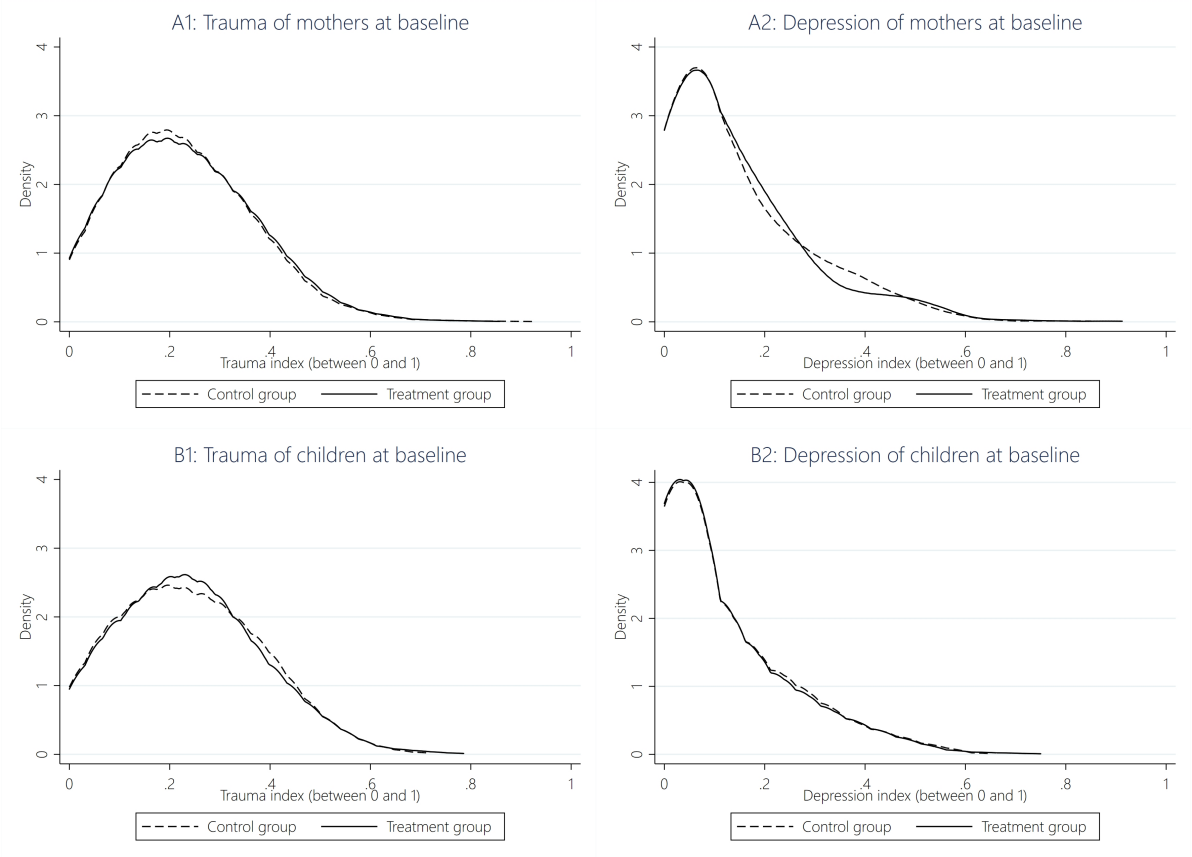 A1: Trauma of mothers at baseline
Density
4
3
2
1
0
0 .2 .4 .6 .8 1
Trauma index (between 0 and 1)
Control group Treatment group
A2: Depression of mothers at baseline
Density
4
3
2
1
0
0 .2 .4 .6 .8 1
Depression index (between 0 and 1)
Control group Treatment group
B1: Trauma of children at baseline
Density
4
3
2
1
0
0 .2 .4 .6 .8 1
Trauma index (between 0 and 1)
Control group Treatment group
B2: Depression of children at baseline
Density
4
3
2
1
0
0 .2 .4 .6 .8 1
Depression index (between 0 and 1)
Control group Treatment group